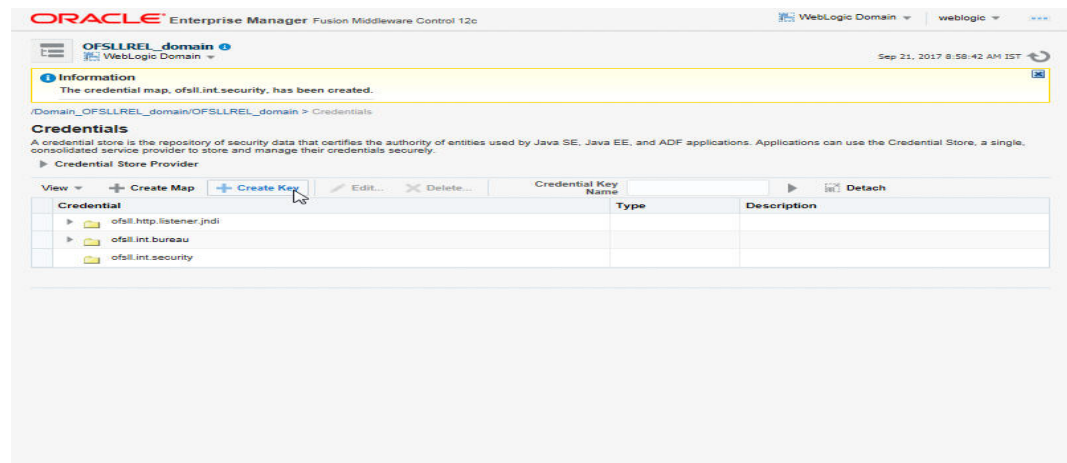 ORACLE Enterprise Manager Fusion Middleware Control 12c
WebLogic Domain weblogic
OFSLLREL_domain
WebLogic Domain
Sep 21, 2017 8:58:42 AM IST
Information
The credential map, ofsll.int.security, has been created.
/Domain_OFSLLREL_domain/OFSLLREL_domain > Credentials
Credentials
A credential store is the repository of security data that certifies the authority of entities used by Java SE, Java EE, and ADF applications. Applications can use the Credential Store, a single,
consolidated service provider to store and manage their credentials securely.
Credential Store Provider
View Create Map Create Key Edit... Delete... Credential Key Name Detach
Credential Type Description
ofsll.http.listener.jndi
ofsll.int.bureau
ofsll.int.security